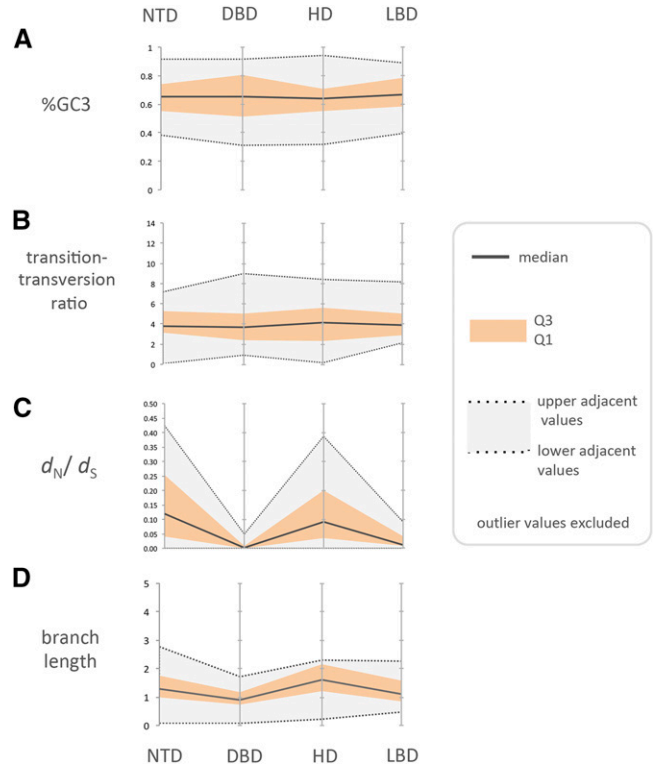 NTD DBD HD LBD
A
%GC3
1
0.8
0.6
0.4
0.2
0
B
transition-
transversion
ratio
14
12
10
8
6
4
2
0
median
Q3
Q1
upper adjacent
values
lower adjacent
values
outlier values excluded
C
dN/ dS
0.50
0.45
0.40
0.35
0.30
0.25
0.20
0.15
0.10
0.05
0.00
D
branch
length
5
4
3
2
1
0
NTD DBD HD LBD